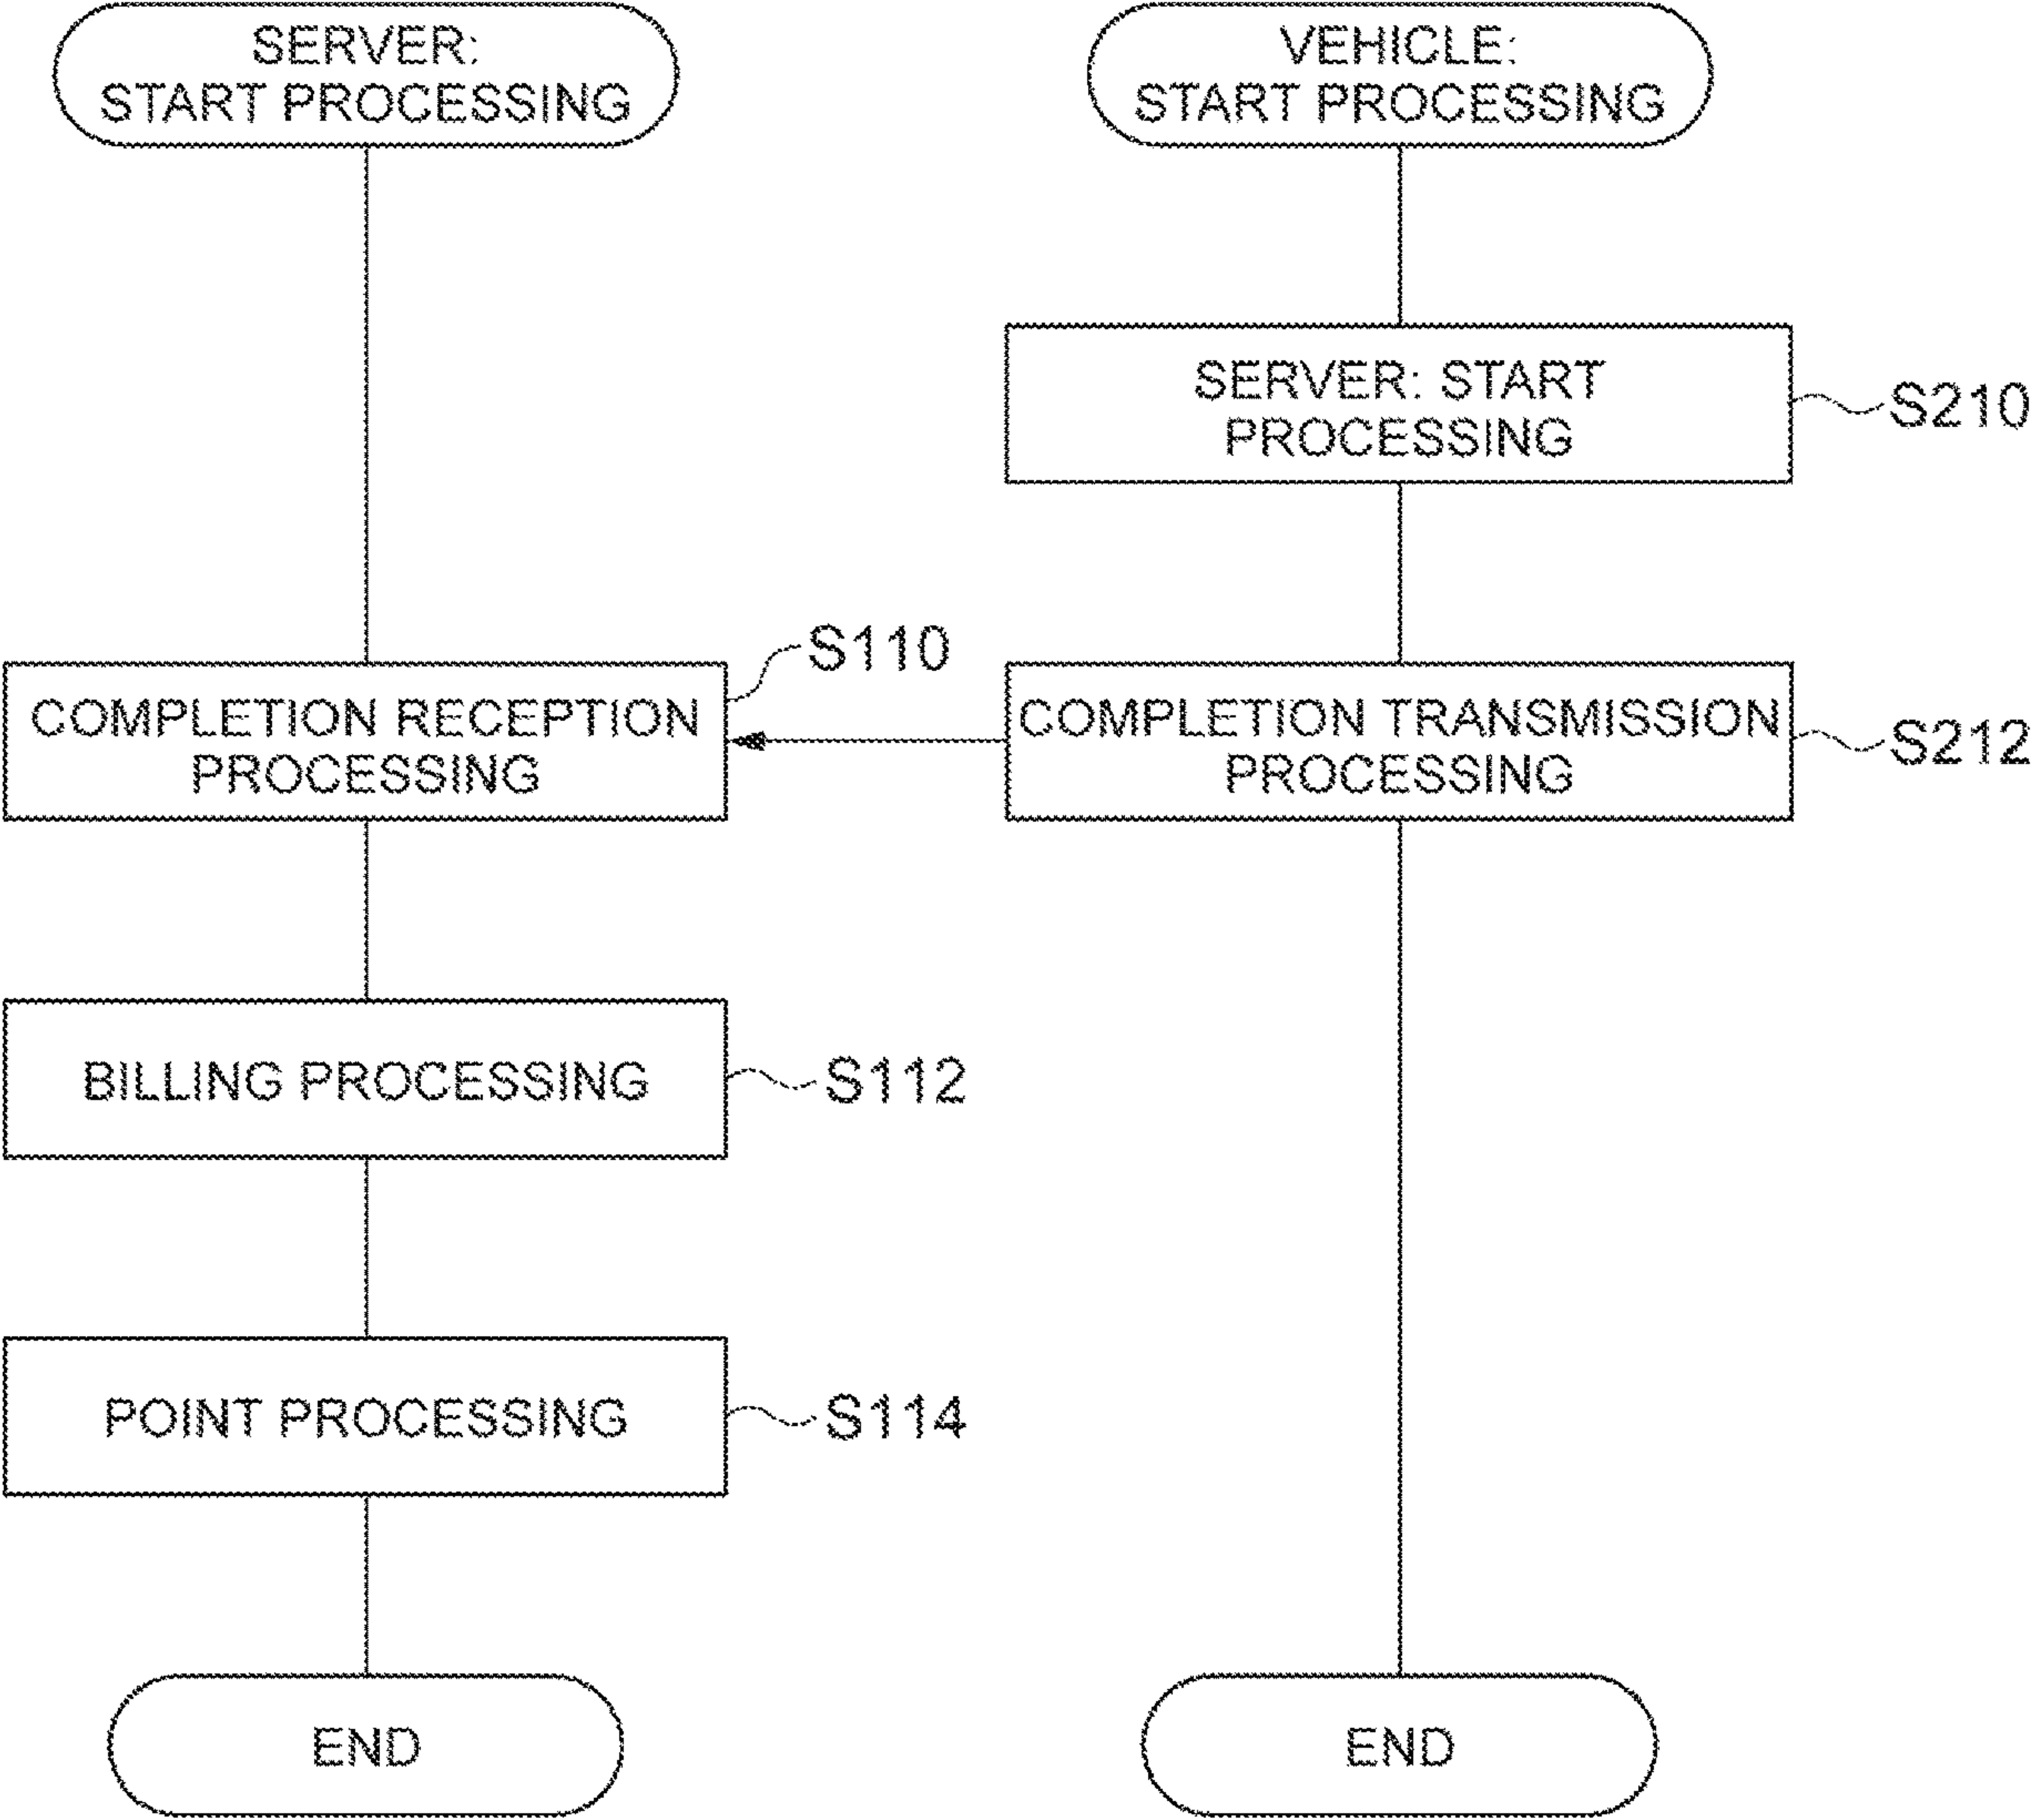 SERVER:
START PROCESSING
VEHICLE:
START PROCESSING
SERVER: START
PROCESSING
S210
S110
COMPLETION RECEPTION
PROCESSING
COMPLETION TRANSMISSION
PROCESSING
S212
BILLING PROCESSING
S112
POINT PROCESSING
S114
END
END